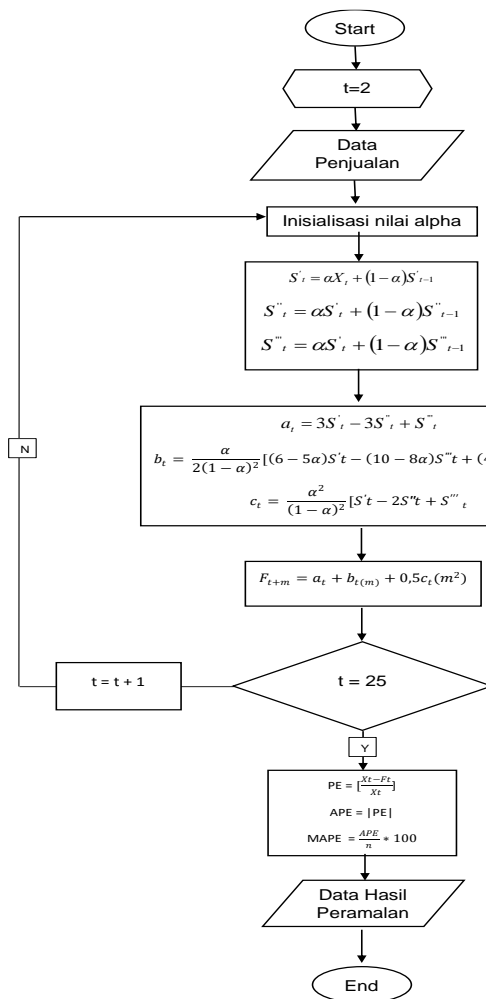 Start
t=2
Data
Penjualan
Inisialisasi nilai alpha
S'ₜ = αXₜ + (1−α)S'ₜ₋₁
S''ₜ = αS'ₜ + (1−α)S''ₜ₋₁
S'''ₜ = αS'ₜ + (1−α)S'''ₜ₋₁
aₜ = 3S'ₜ − 3S''ₜ + S'''ₜ
bₜ = α/2(1−α)² [(6 − 5α)S't − (10 − 8α)S'''t + (4
cₜ = α²/(1−α)² [S't − 2S''t + S'''ₜ
N
Fₜ₊ₘ = aₜ + bₜ₍ₘ₎ + 0,5cₜ(m²)
t = t + 1
t = 25
Y
PE = [Xt−Ft/Xt]
APE = |PE|
MAPE = APE/n * 100
Data Hasil
Peramalan
End